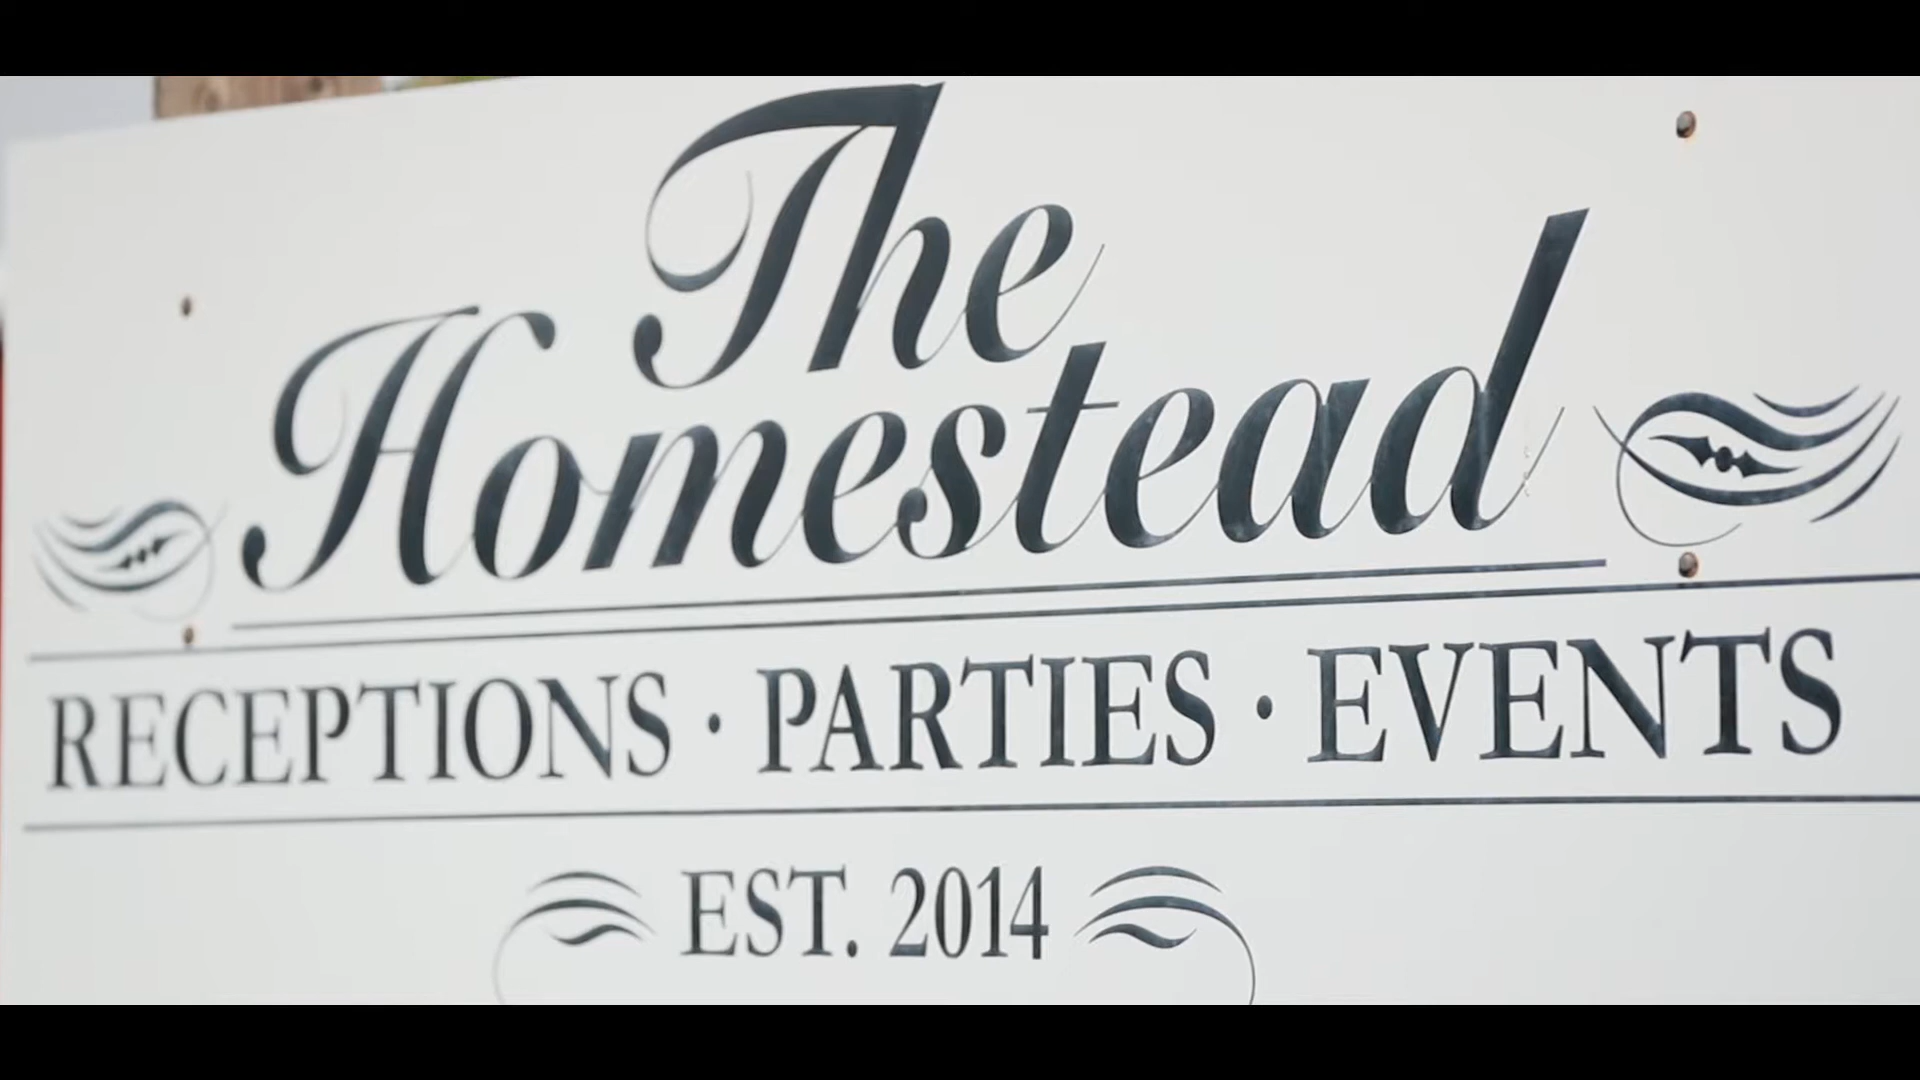 The
Homestead
RECEPTIONS · PARTIES · EVENTS
EST. 2014